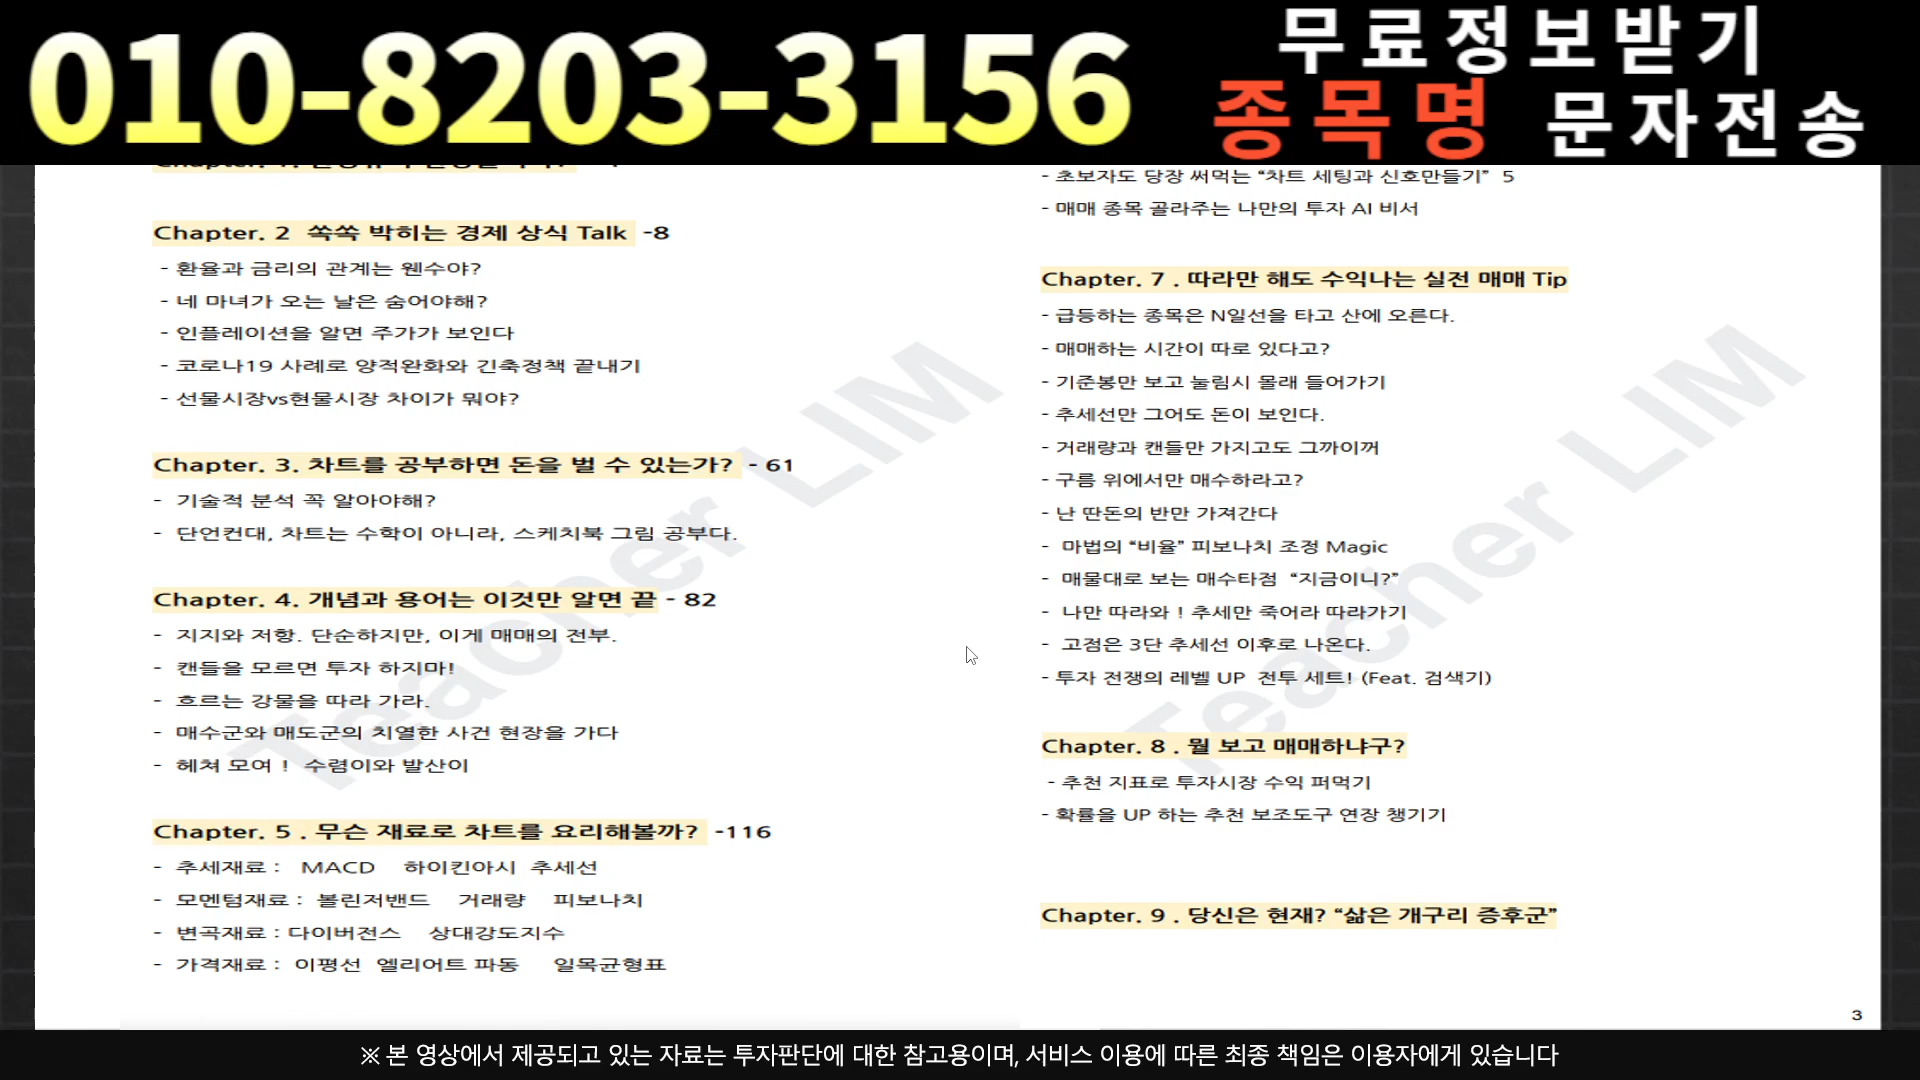 010-8203-3156
무료정보받기
종목명 문자전송
Chapter. 2 쏙쏙 박히는 경제 상식 Talk -8
- 환율과 금리의 관계는 웬수야?
- 네 마녀가 오는 날은 숨어야해?
- 인플레이션을 알면 주가가 보인다
- 코로나19 사례로 양적완화와 긴축정책 끝내기
- 선물시장vs현물시장 차이가 뭐야?
Chapter. 3. 차트를 공부하면 돈을 벌 수 있는가? - 61
- 기술적 분석 꼭 알아야해?
- 단언컨대, 차트는 수학이 아니라, 스케치북 그림 공부다.
Chapter. 4. 개념과 용어는 이것만 알면 끝 - 82
- 지지와 저항. 단순하지만, 이게 매매의 전부.
- 캔들을 모르면 투자 하지마!
- 흐르는 강물을 따라 가라.
- 매수군와 매도군의 치열한 사건 현장을 가다
- 헤쳐 모여 ! 수렴이와 발산이
Chapter. 5 . 무슨 재료로 차트를 요리해볼까? -116
- 추세재료 : MACD 하이킨아시 추세선
- 모멘텀재료 : 볼린저밴드 거래량 피보나치
- 변곡재료 : 다이버전스 상대강도지수
- 가격재료 : 이평선 엘리어트 파동 일목균형표
- 초보자도 당장 써먹는 “차트 세팅과 신호만들기” 5
- 매매 종목 골라주는 나만의 투자 AI 비서
Chapter. 7 . 따라만 해도 수익나는 실전 매매 Tip
- 급등하는 종목은 N일선을 타고 산에 오른다.
- 매매하는 시간이 따로 있다고?
- 기준봉만 보고 눌림시 몰래 들어가기
- 추세선만 그어도 돈이 보인다.
- 거래량과 캔들만 가지고도 그까이꺼
- 구름 위에서만 매수하라고?
- 난 딴돈의 반만 가져간다
- 마법의 “비율” 피보나치 조정 Magic
- 매물대로 보는 매수타점 “지금이니?”
- 나만 따라와 ! 추세만 죽어라 따라가기
- 고점은 3단 추세선 이후로 나온다.
- 투자 전쟁의 레벨 UP 전투 세트! (Feat. 검색기)
Chapter. 8 . 뭘 보고 매매하냐구?
- 추천 지표로 투자시장 수익 퍼먹기
- 확률을 UP 하는 추천 보조도구 연장 챙기기
Chapter. 9 . 당신은 현재? “삶은 개구리 증후군”
Teacher LIM
Teacher LIM
3
※ 본 영상에서 제공되고 있는 자료는 투자판단에 대한 참고용이며, 서비스 이용에 따른 최종 책임은 이용자에게 있습니다